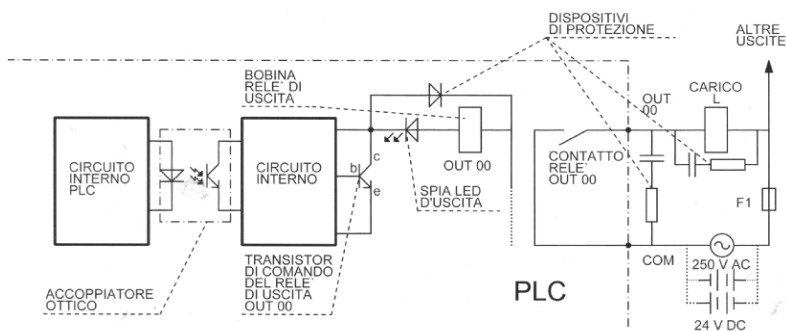 DISPOSITIVI
DI PROTEZIONE
ALTRE
USCITE
BOBINA
RELE' DI
USCITA
OUT
00
CARICO
L
CIRCUITO
INTERNO
PLC
CIRCUITO
INTERNO
b
c
e
OUT 00
CONTATTO
RELE'
OUT 00
SPIA LED
D'USCITA
F1
ACCOPPIATORE
OTTICO
TRANSISTOR
DI COMANDO
DEL RELE'
DI USCITA
OUT 00
PLC
COM
250 V AC
24 V DC